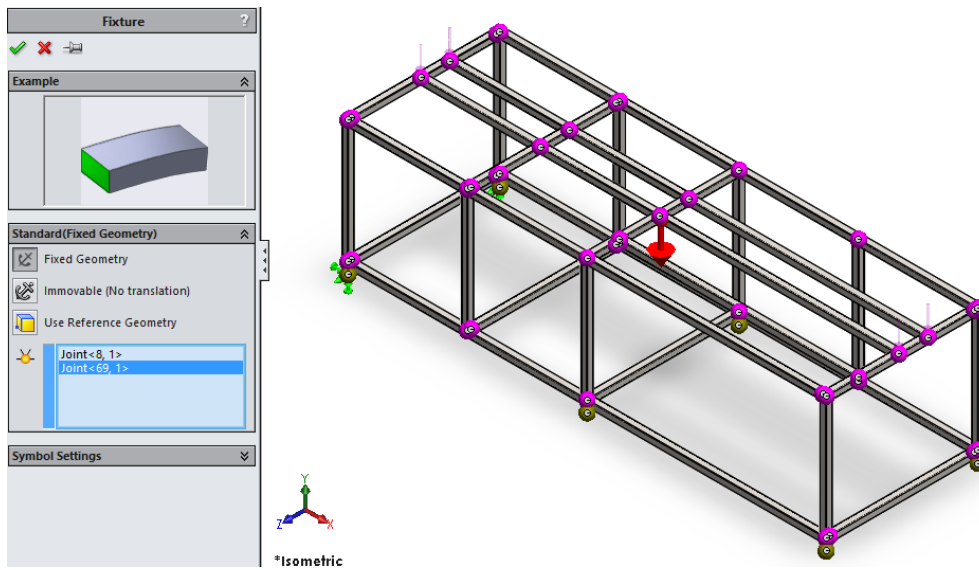 Fixture
?
Example
Standard(Fixed Geometry)
Fixed Geometry
Immovable (No translation)
Use Reference Geometry
Joint<8, 1>
Joint<69, 1>
Symbol Settings
Y
Z
X
*Isometric